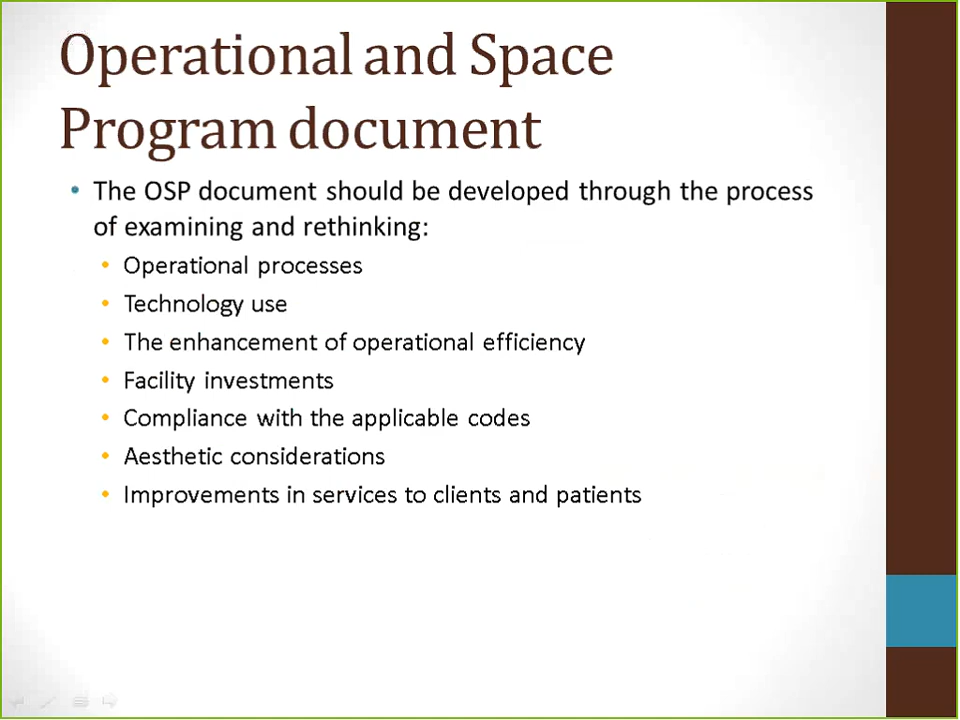 Operational and Space
Program document
• The OSP document should be developed through the process
of examining and rethinking:
• Operational processes
• Technology use
• The enhancement of operational efficiency
• Facility investments
• Compliance with the applicable codes
• Aesthetic considerations
• Improvements in services to clients and patients